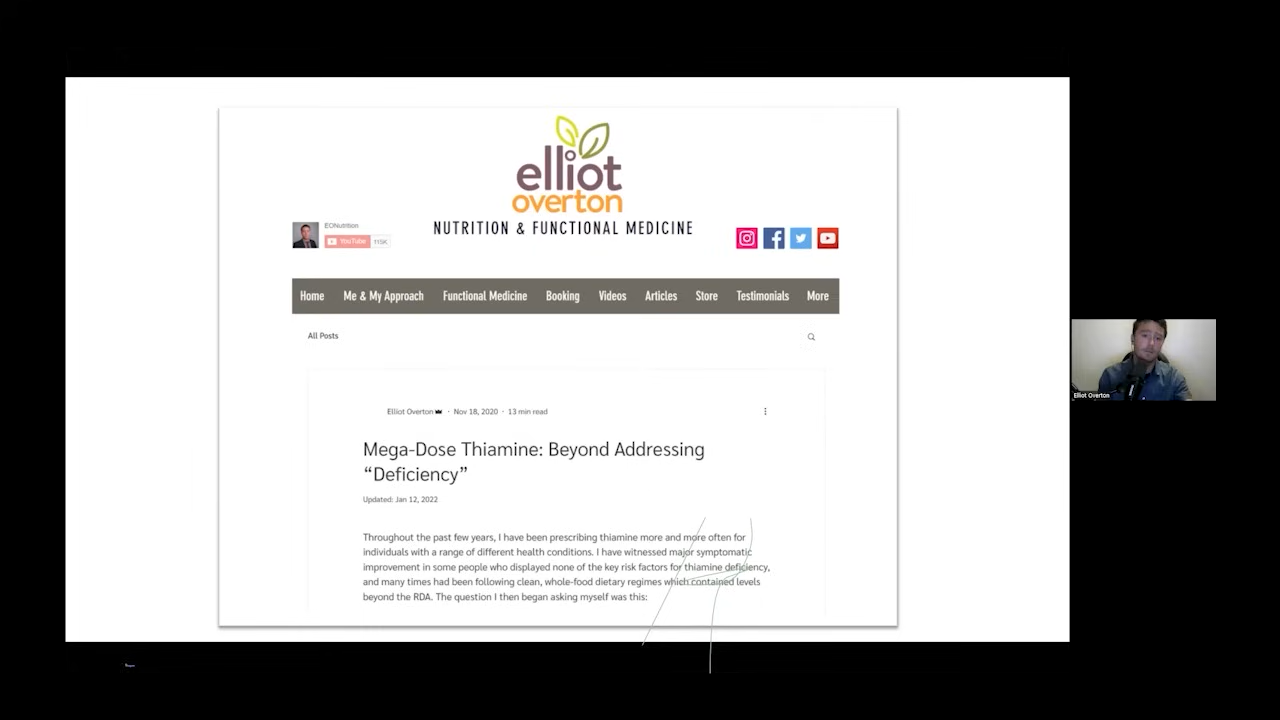 elliot
overton
NUTRITION & FUNCTIONAL MEDICINE
EONutrition
YouTube 115K
Home Me & My Approach Functional Medicine Booking Videos Articles Store Testimonials More
All Posts
Elliot Overton · Nov 18, 2020 · 13 min read
Mega-Dose Thiamine: Beyond Addressing
“Deficiency”
Updated: Jan 12, 2022
Throughout the past few years, I have been prescribing thiamine more and more often for
individuals with a range of different health conditions. I have witnessed major symptomatic
improvement in some people who displayed none of the key risk factors for thiamine deficiency,
and many times had been following clean, whole-food dietary regimes which contained levels
beyond the RDA. The question I then began asking myself was this:
Elliot Overton